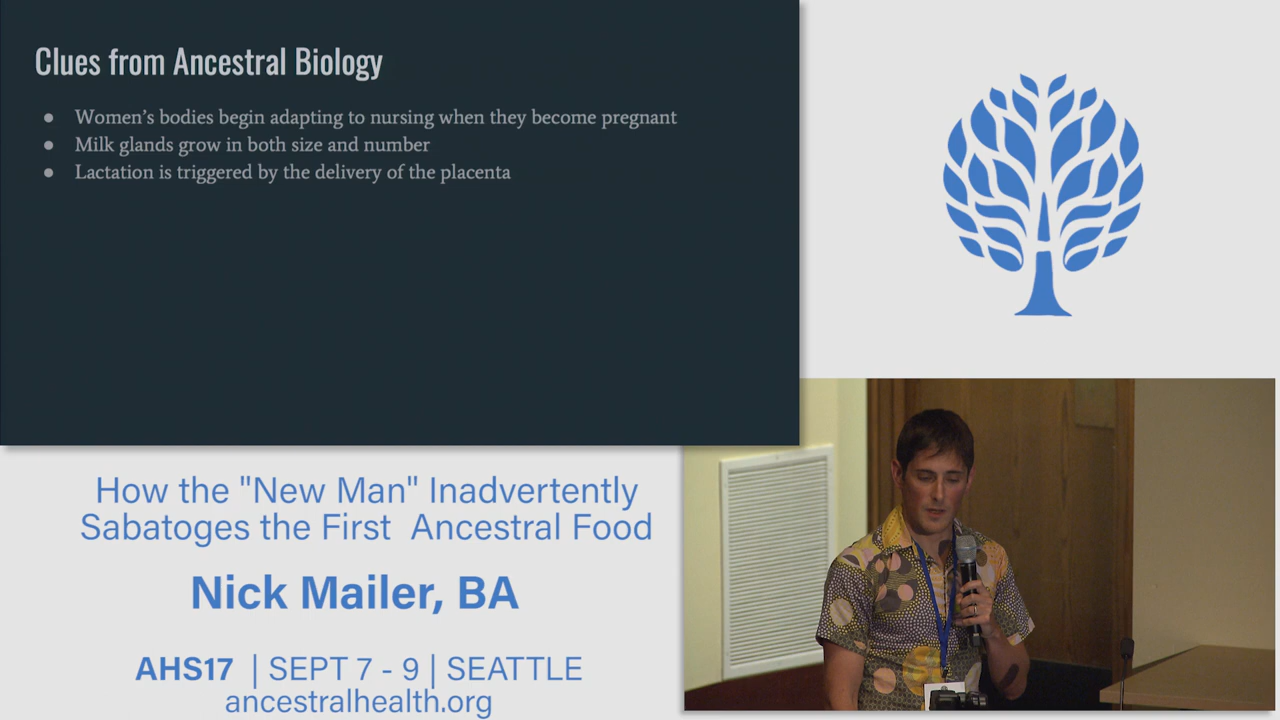 Clues from Ancestral Biology
● Women's bodies begin adapting to nursing when they become pregnant
● Milk glands grow in both size and number
● Lactation is triggered by the delivery of the placenta
How the "New Man" Inadvertently
Sabatoges the First Ancestral Food
Nick Mailer, BA
AHS17 | SEPT 7 - 9 | SEATTLE
ancestralhealth.org